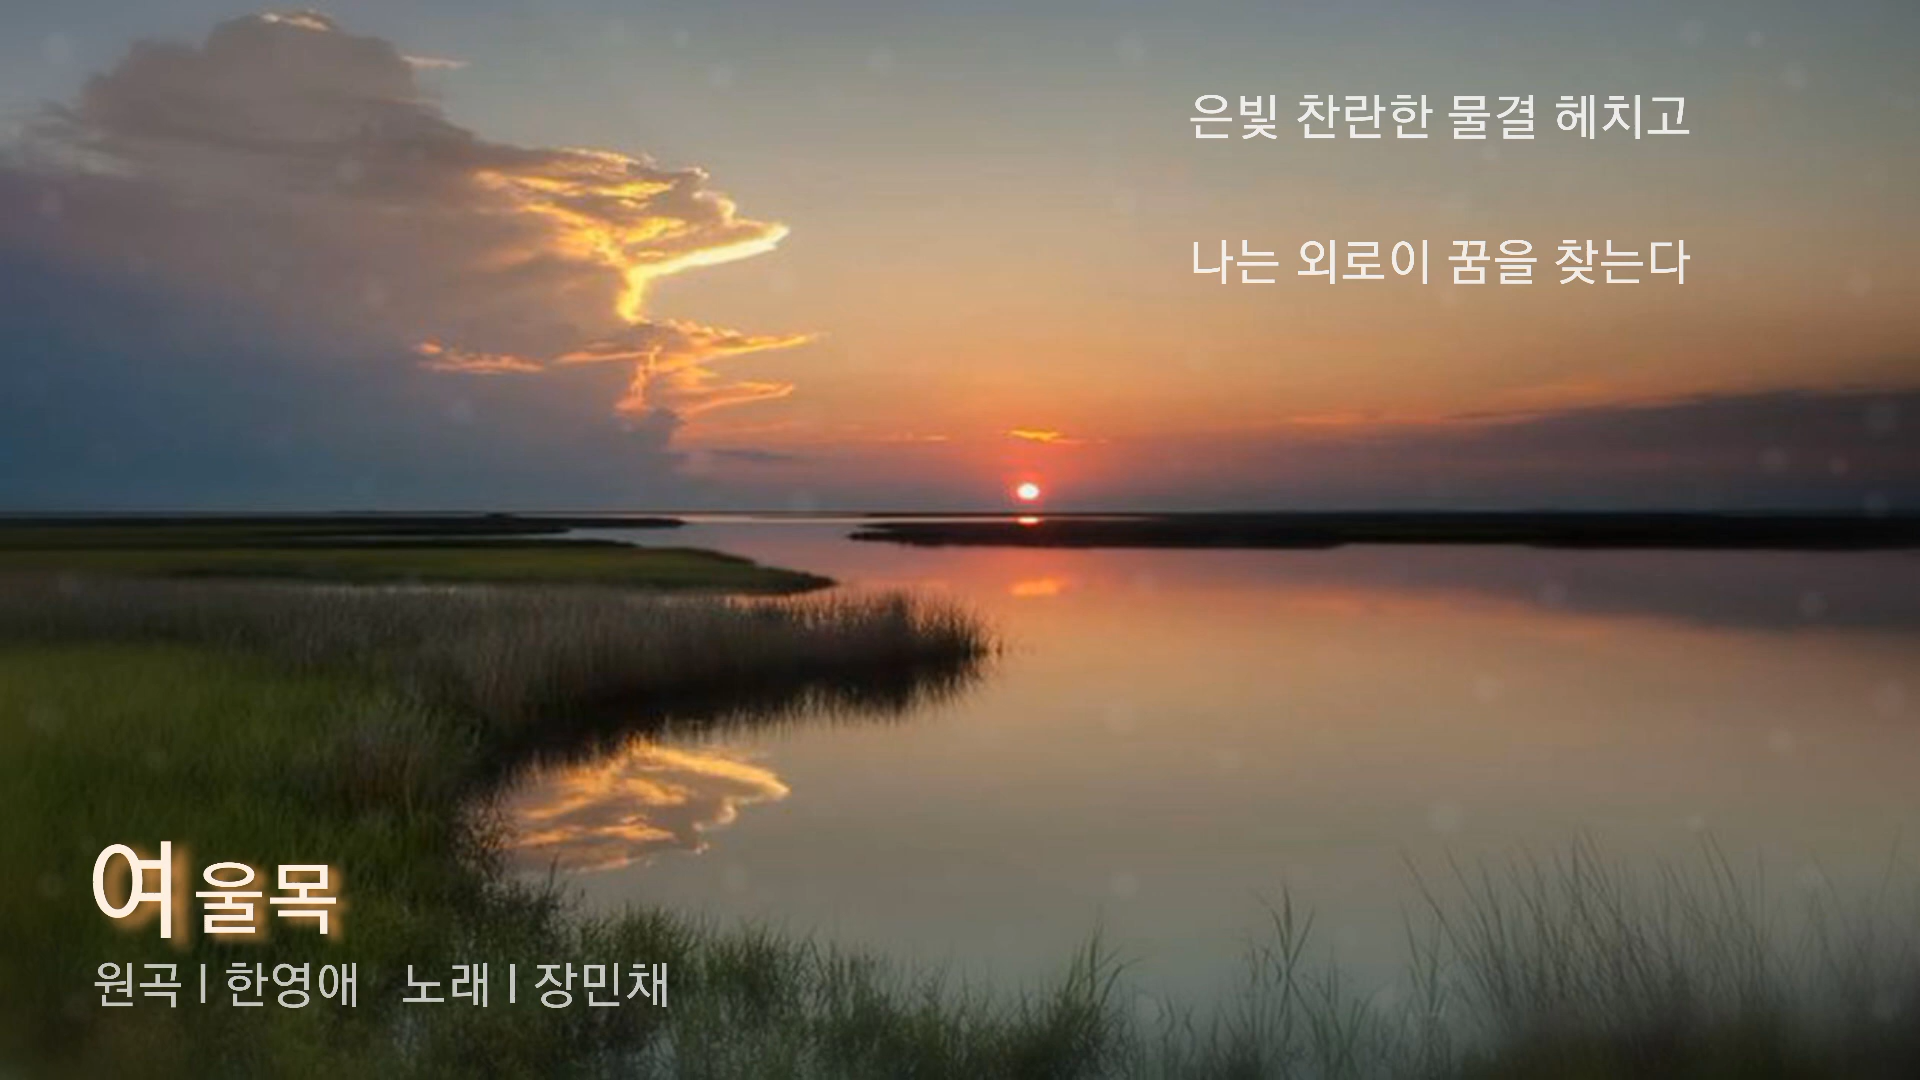 은빛 찬란한 물결 헤치고
나는 외로이 꿈을 찾는다
여울목
원곡 l 한영애 노래 l 장민채